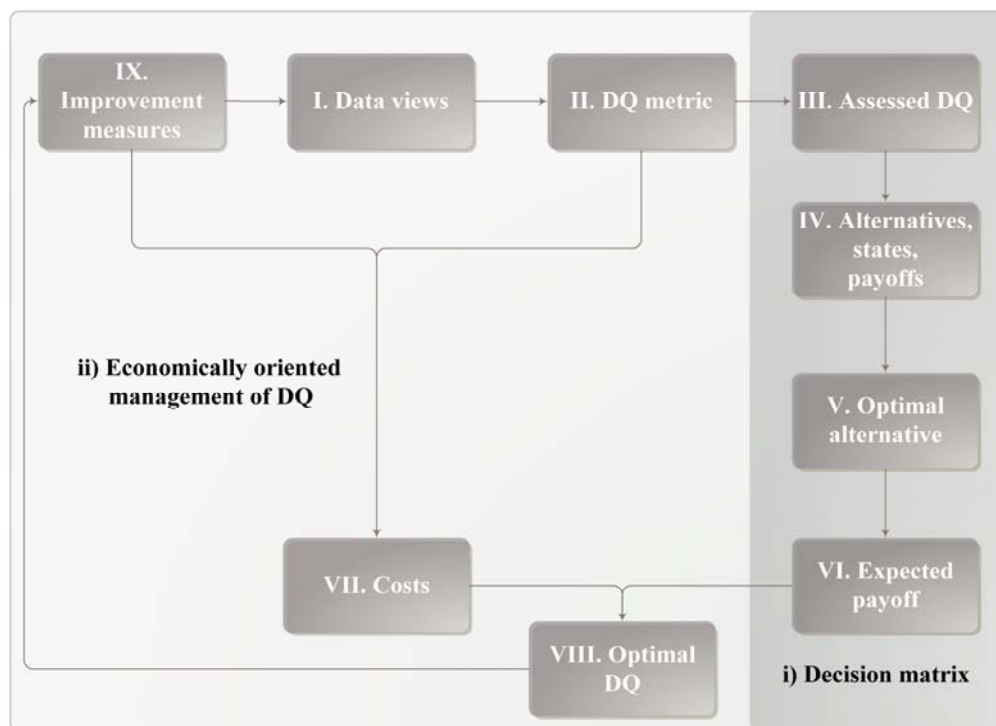 IX.
Improvement
measures
I. Data views
II. DQ metric
III. Assessed DQ
IV. Alternatives,
states,
payoffs
ii) Economically oriented
management of DQ
V. Optimal
alternative
VII. Costs
VI. Expected
payoff
VIII. Optimal
DQ
i) Decision matrix